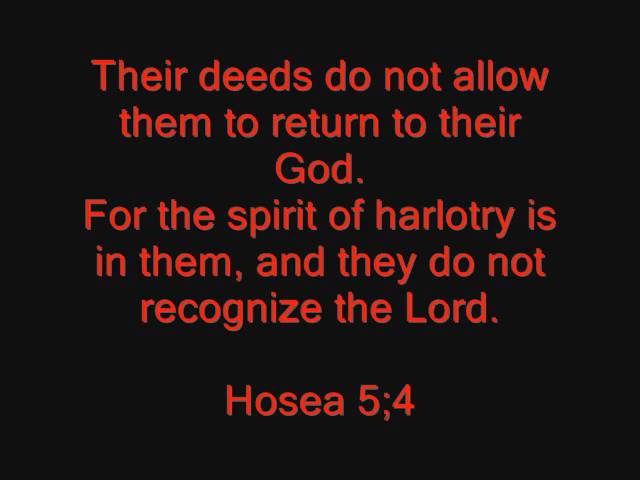 Their deeds do not allow
them to return to their
God.
For the spirit of harlotry is
in them, and they do not
recognize the Lord.
Hosea 5;4